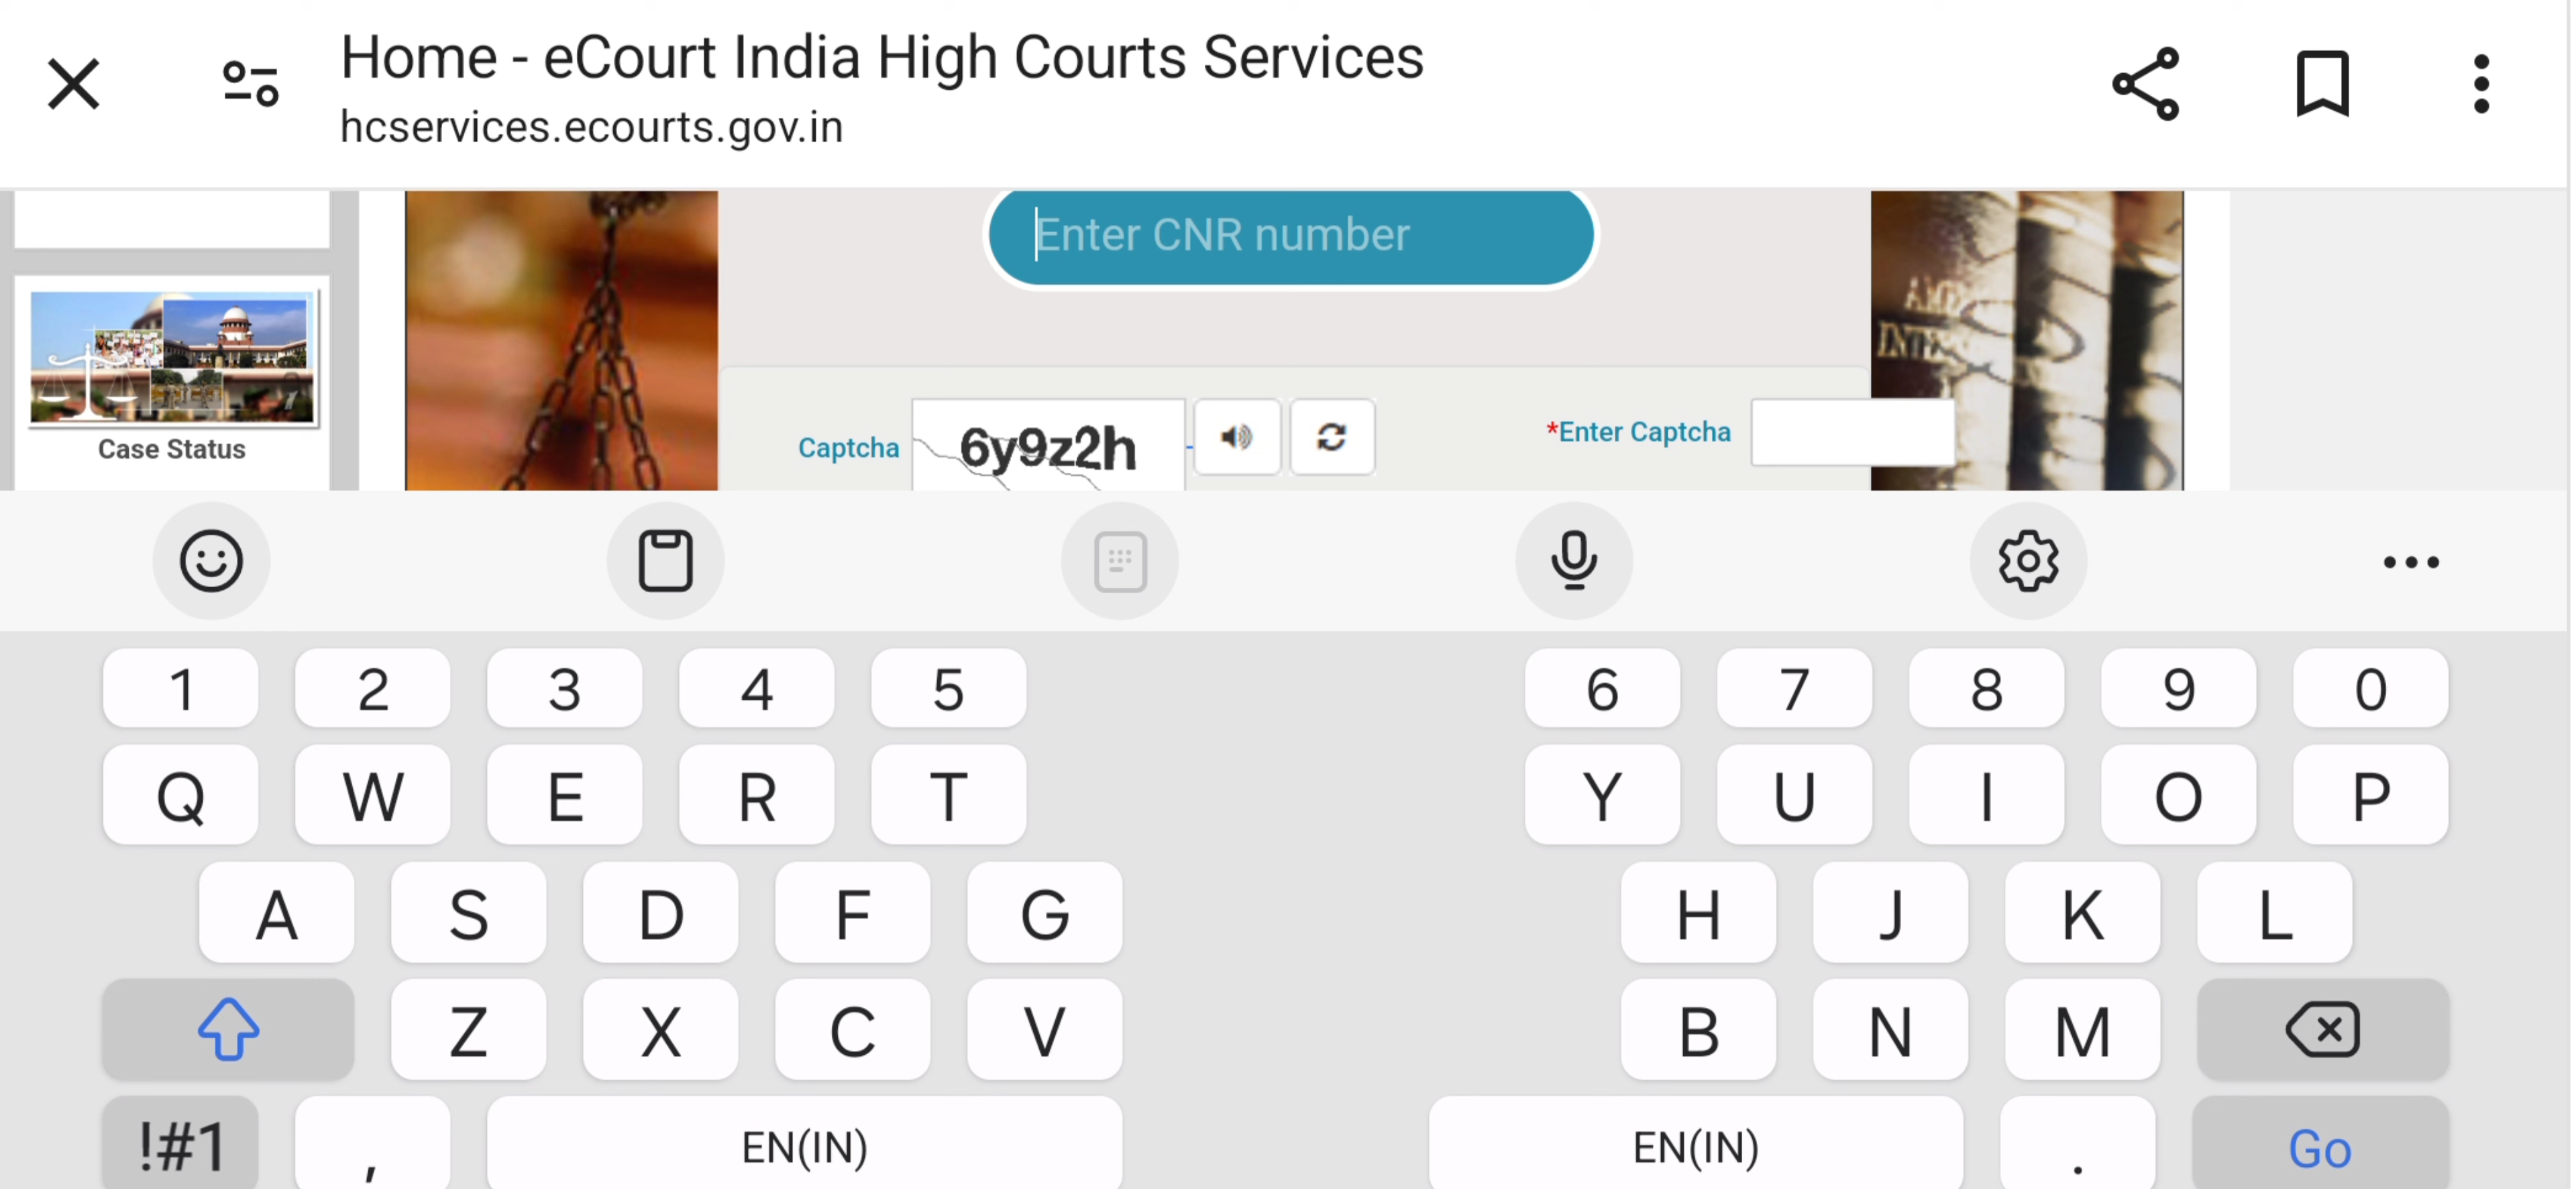 Home - eCourt India High Courts Services
hcservices.ecourts.gov.in
Enter CNR number
Case Status
Captcha 6y9z2h *Enter Captcha
1 2 3 4 5 6 7 8 9 0
Q W E R T Y U I O P
A S D F G H J K L
Z X C V B N M
!#1 , EN(IN) EN(IN) . Go